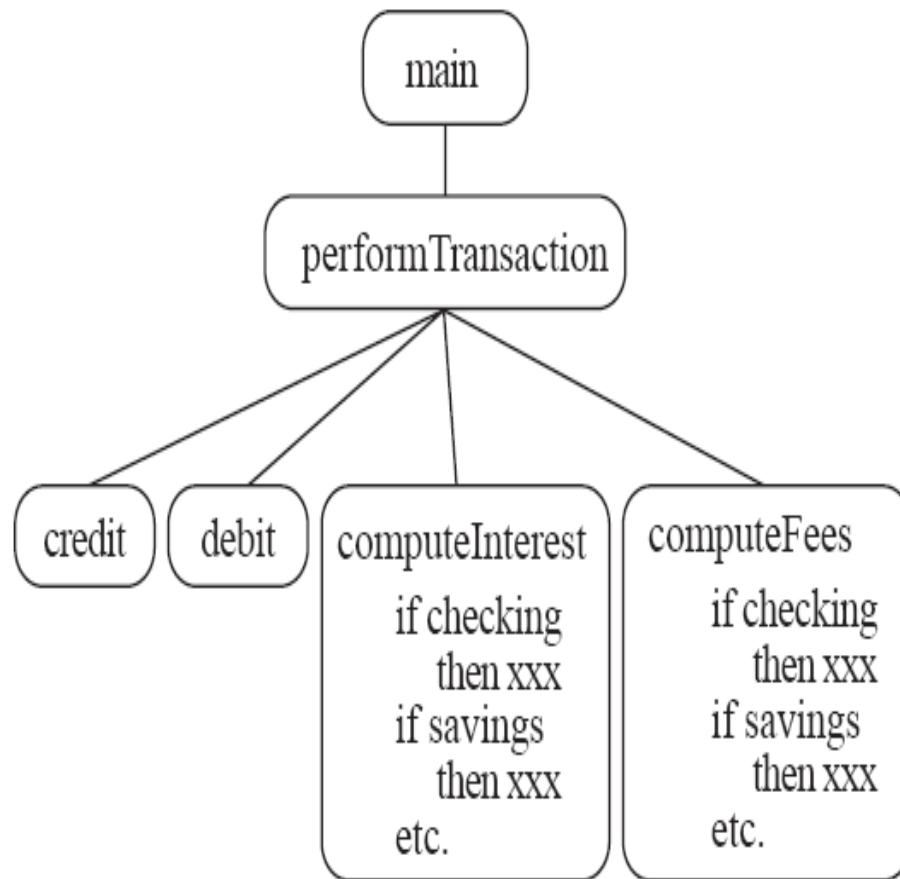 main
performTransaction
credit
debit
computeInterest
if checking
then xxx
if savings
then xxx
etc.
computeFees
if checking
then xxx
if savings
then xxx
etc.